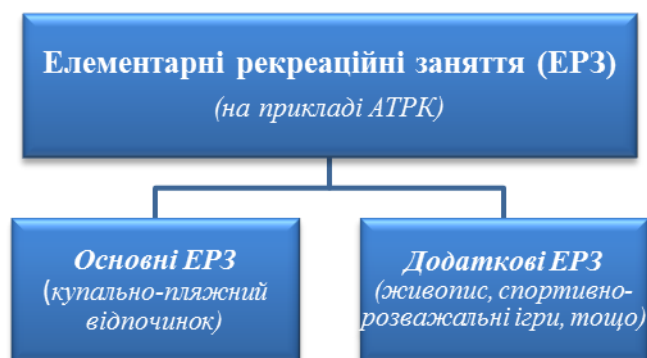 Елементарні рекреаційні заняття (ЕРЗ)
(на прикладі АТРК)
Основні ЕРЗ
(купально-пляжний
відпочинок)
Додаткові ЕРЗ
(живопис, спортивно-
розважальні ігри, тощо)